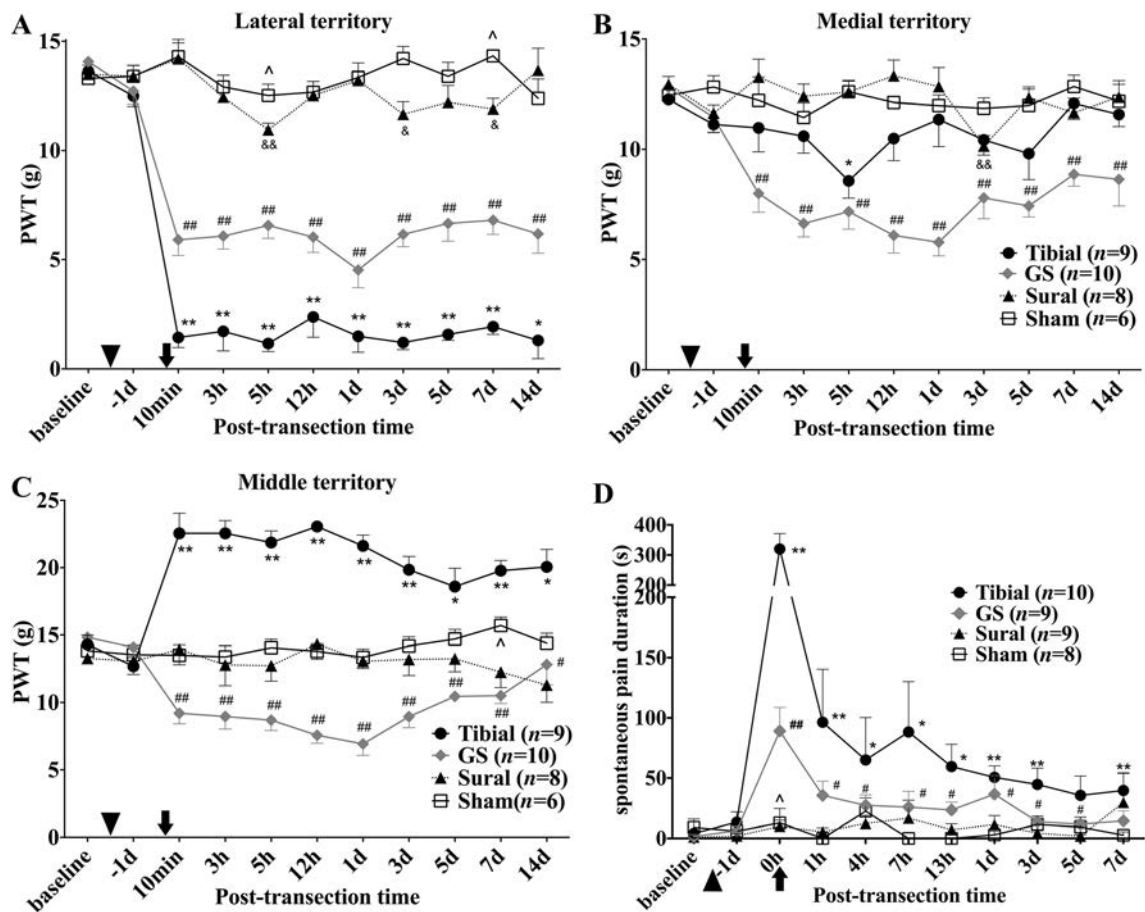 A
Lateral territory
PWT (g)
15
10
5
0
^
^
&&
&
&
## ## ## ## ## ## ## ## ##
** ** ** ** ** ** ** ** *
baseline -1d 10min 3h 5h 12h 1d 3d 5d 7d 14d
Post-transection time
B
Medial territory
PWT (g)
15
10
5
0
*
&&
## ## ## ## ## ## ## ## ##
Tibial (n=9)
GS (n=10)
Sural (n=8)
Sham (n=6)
baseline -1d 10min 3h 5h 12h 1d 3d 5d 7d 14d
Post-transection time
C
Middle territory
PWT (g)
25
20
15
10
5
0
** ** ** ** ** ** * ** *
^
## ## ## ## ## ## ## ## #
Tibial (n=9)
GS (n=10)
Sural (n=8)
Sham(n=6)
baseline -1d 10min 3h 5h 12h 1d 3d 5d 7d 14d
Post-transection time
D
spontaneous pain duration (s)
400
300
200
200
150
100
50
0
** ** * * * ** ** **
## # # # # # # #
^
Tibial (n=10)
GS (n=9)
Sural (n=9)
Sham (n=8)
baseline -1d 0h 1h 4h 7h 13h 1d 3d 5d 7d
Post-transection time